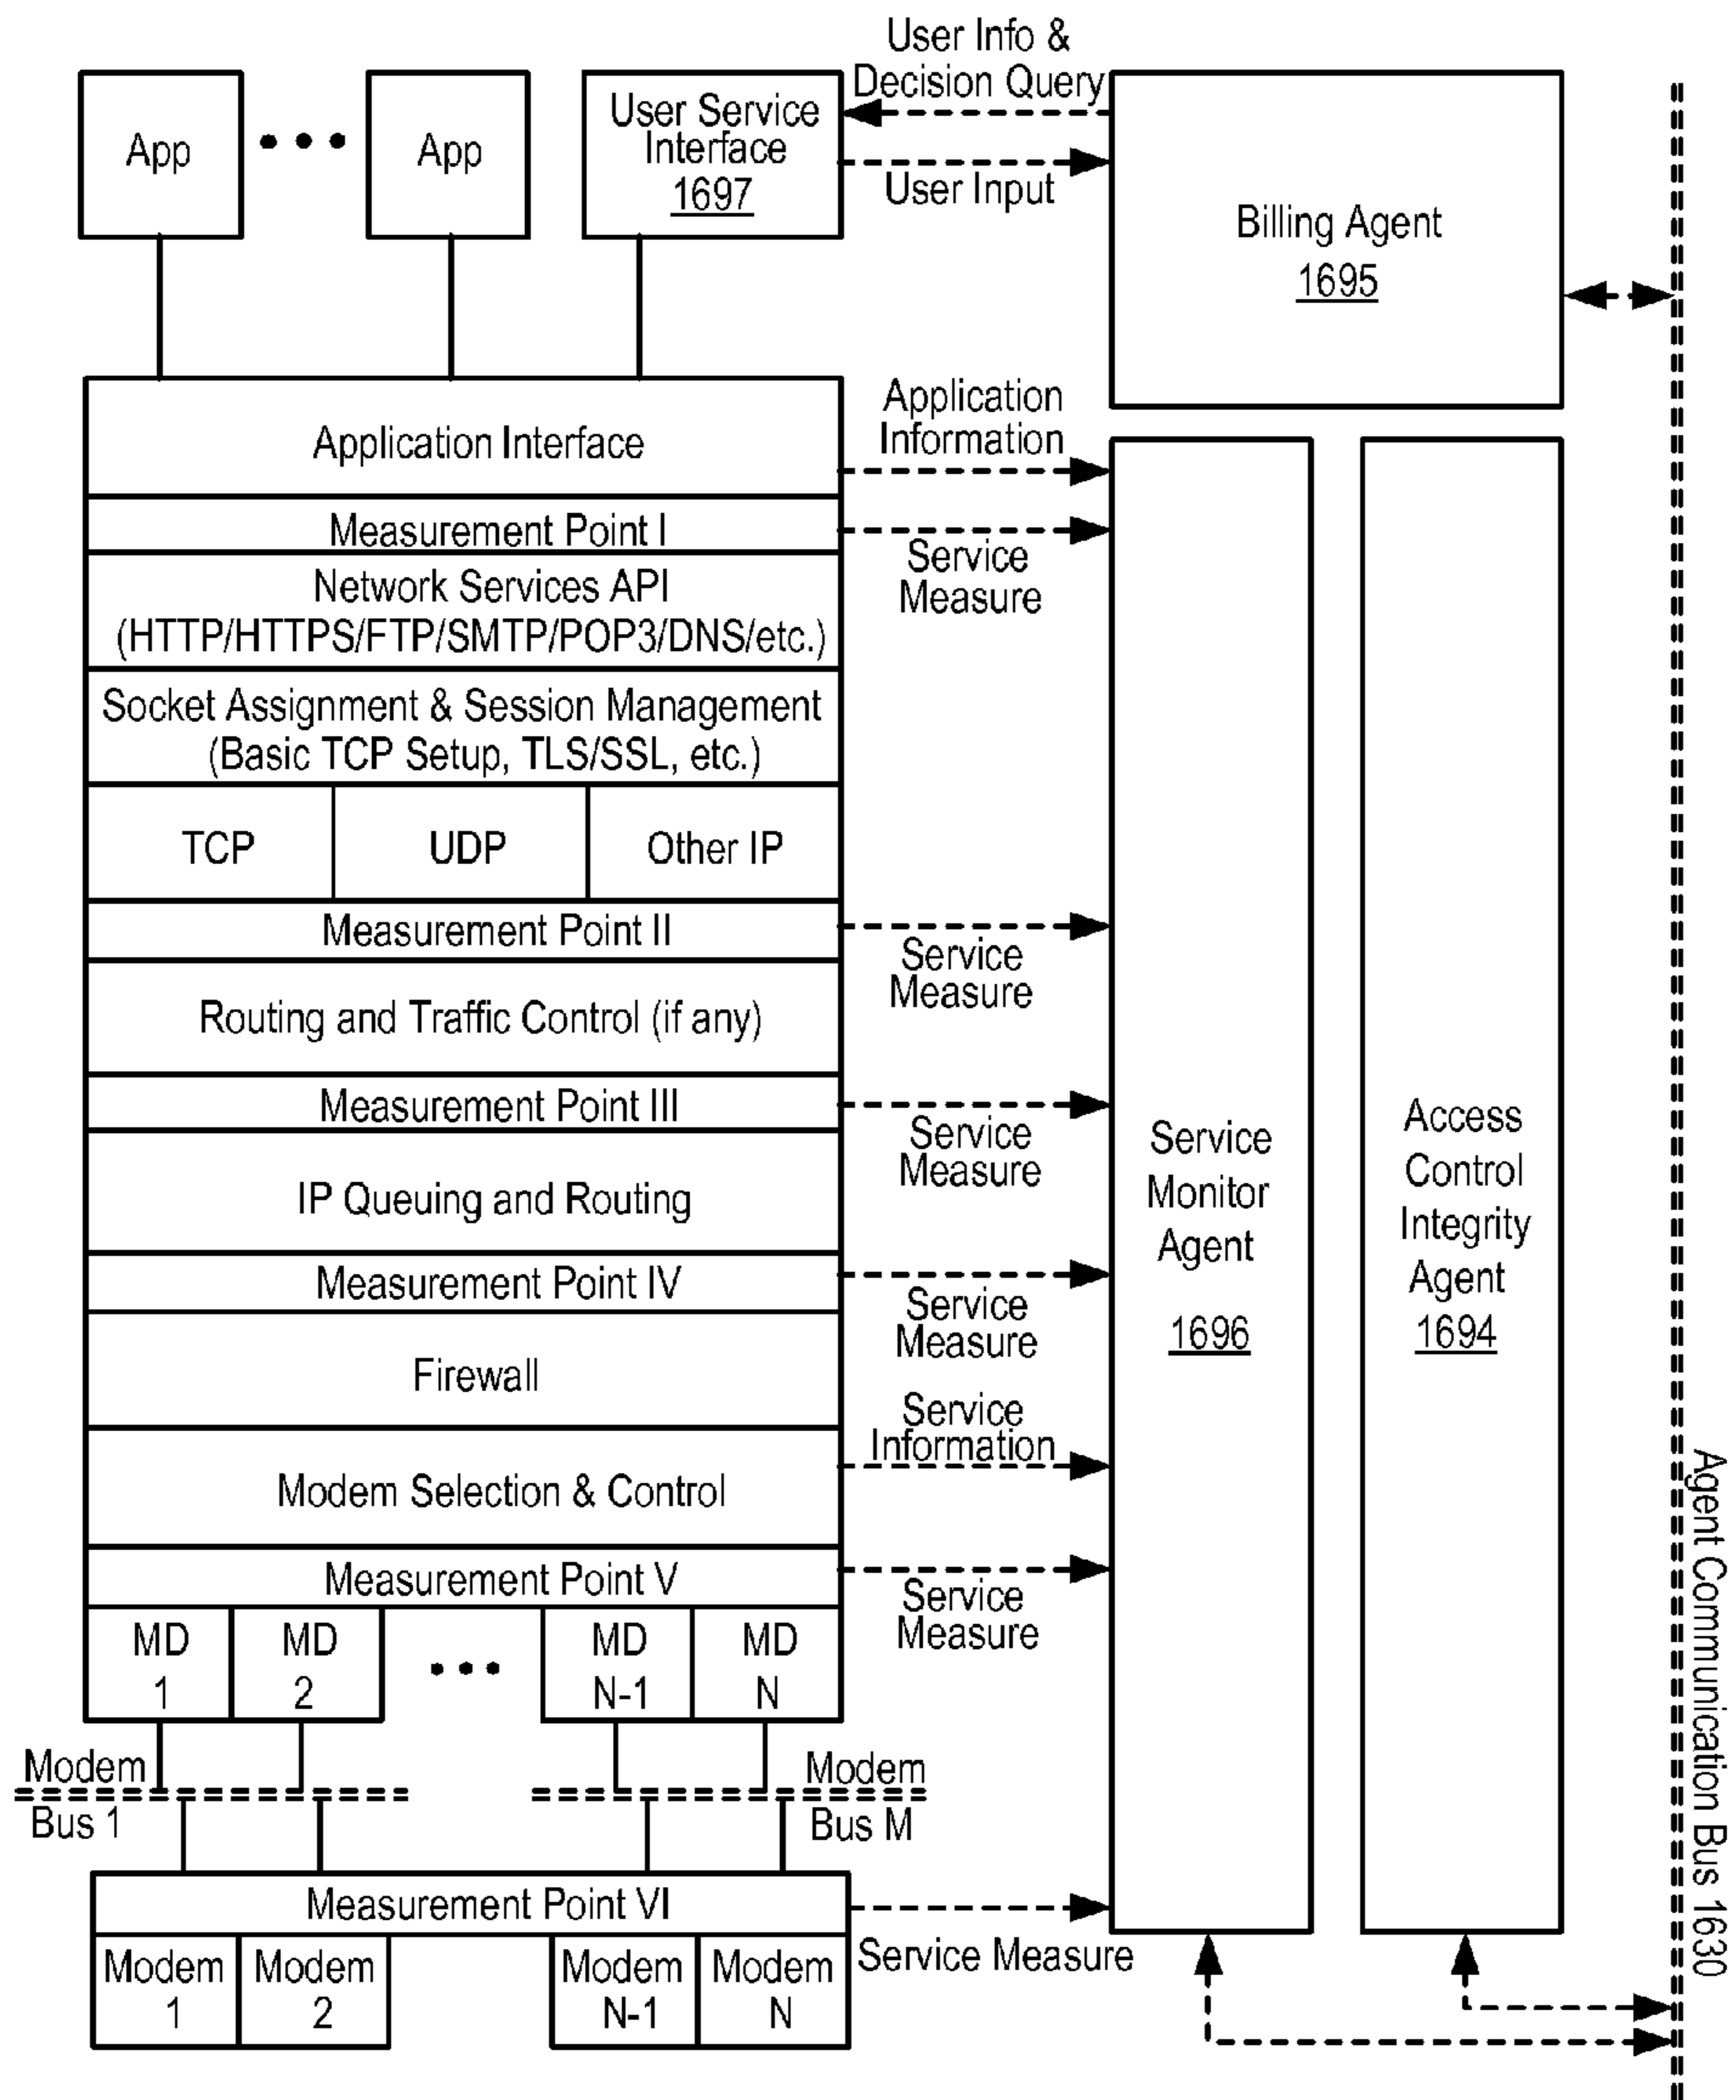 User Info &
Decision Query
App
App
User Service
Interface
1697
User Input
Billing Agent
1695
Application Interface
Application
Information
Measurement Point I
Service
Measure
Network Services API
(HTTP/HTTPS/FTP/SMTP/POP3/DNS/etc.)
Socket Assignment & Session Management
(Basic TCP Setup, TLS/SSL, etc.)
TCP
UDP
Other IP
Measurement Point II
Service
Measure
Routing and Traffic Control (if any)
Measurement Point III
Service
Measure
IP Queuing and Routing
Measurement Point IV
Service
Measure
Firewall
Service
Information
Modem Selection & Control
Measurement Point V
Service
Measure
MD
1
MD
2
MD
N-1
MD
N
Modem
Bus 1
Modem
Bus M
Measurement Point VI
Service Measure
Modem
1
Modem
2
Modem
N-1
Modem
N
Service
Monitor
Agent
1696
Access
Control
Integrity
Agent
1694
Agent Communication Bus 1630